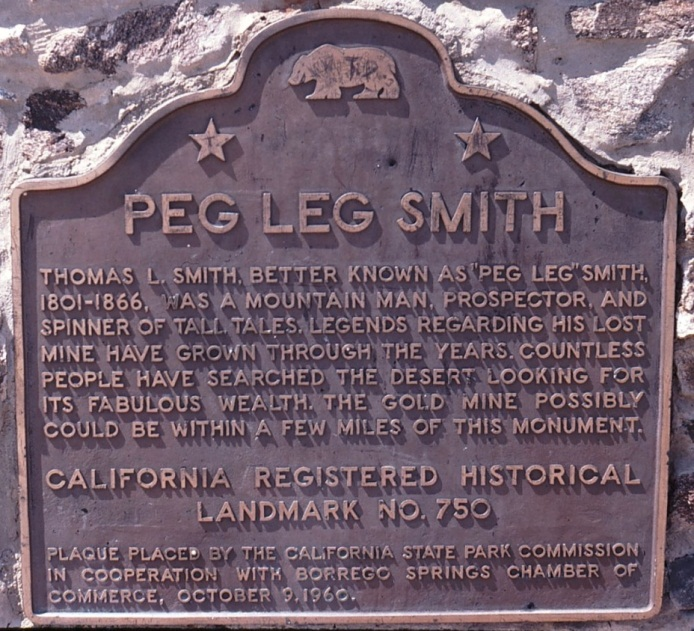 PEG LEG SMITH
THOMAS L. SMITH, BETTER KNOWN AS "PEG LEG" SMITH,
1801-1866, WAS A MOUNTAIN MAN, PROSPECTOR, AND
SPINNER OF TALL TALES. LEGENDS REGARDING HIS LOST
MINE HAVE GROWN THROUGH THE YEARS. COUNTLESS
PEOPLE HAVE SEARCHED THE DESERT LOOKING FOR
ITS FABULOUS WEALTH. THE GOLD MINE POSSIBLY
COULD BE WITHIN A FEW MILES OF THIS MONUMENT.
CALIFORNIA REGISTERED HISTORICAL
LANDMARK NO. 750
PLAQUE PLACED BY THE CALIFORNIA STATE PARK COMMISSION
IN COOPERATION WITH BORREGO SPRINGS CHAMBER OF
COMMERCE, OCTOBER 9, 1960.